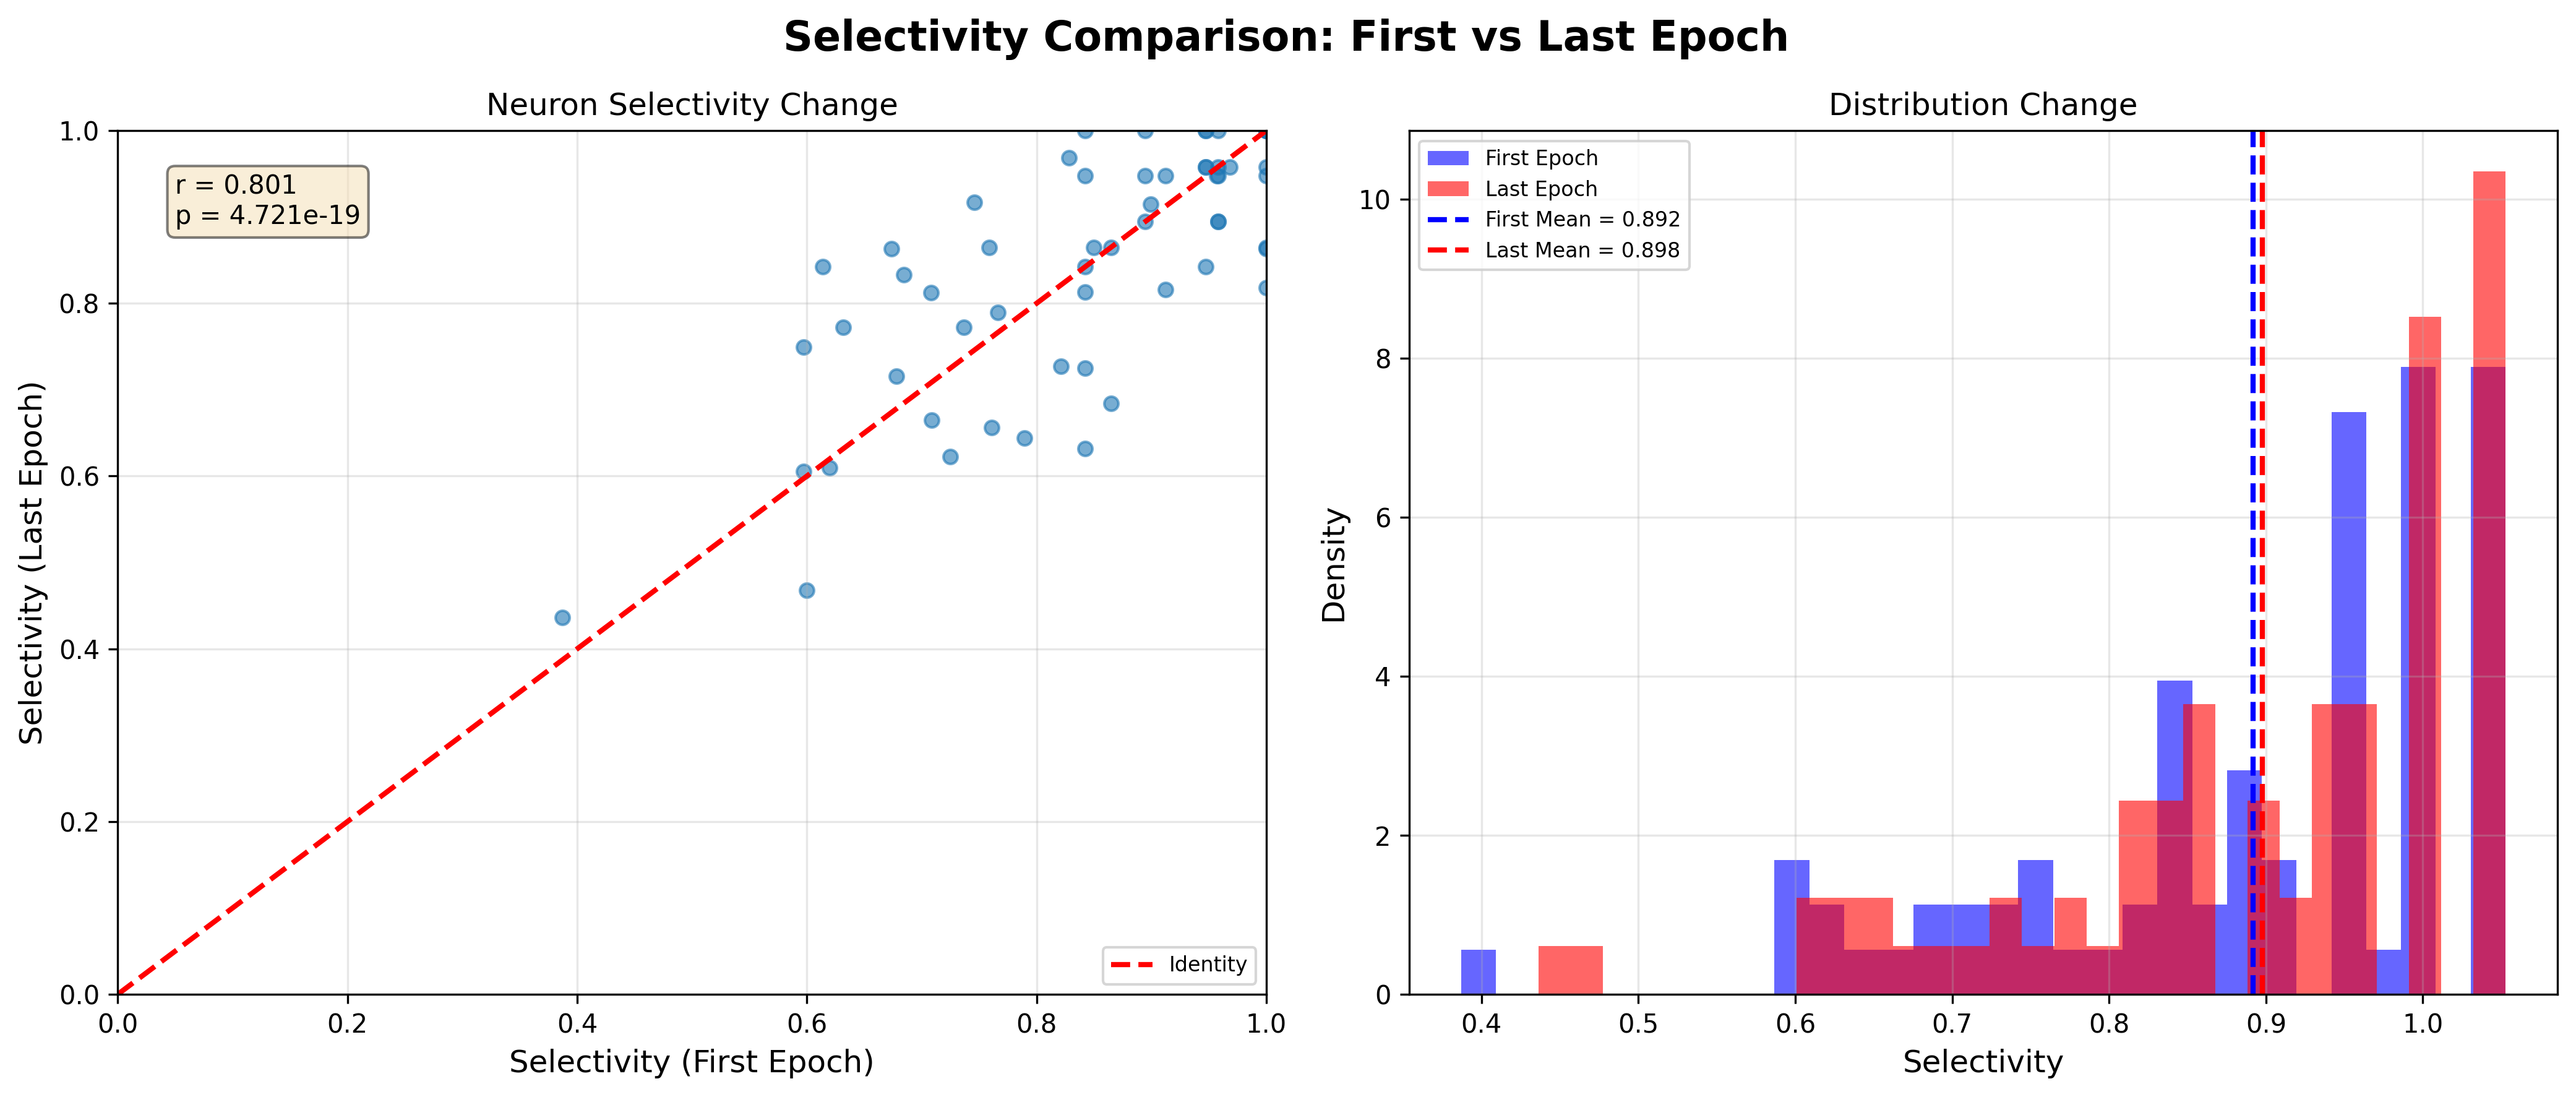 Selectivity Comparison: First vs Last Epoch
Neuron Selectivity Change
r = 0.801
p = 4.721e-19
1.0
0.8
0.6
0.4
0.2
0.0
Selectivity (Last Epoch)
0.0 0.2 0.4 0.6 0.8 1.0
Selectivity (First Epoch)
Identity
Distribution Change
First Epoch
Last Epoch
First Mean = 0.892
Last Mean = 0.898
10
8
6
4
2
0
Density
0.4 0.5 0.6 0.7 0.8 0.9 1.0
Selectivity